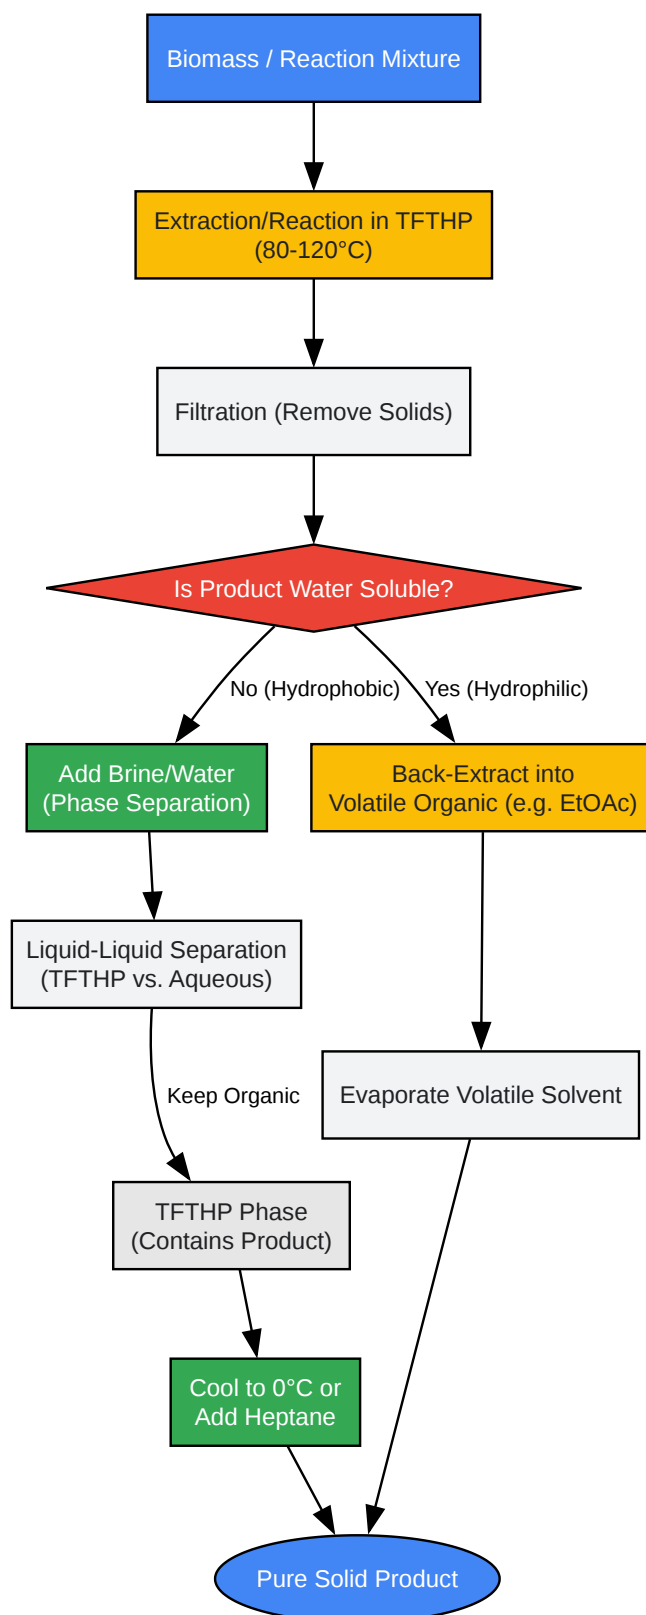 Biomass / Reaction Mixture
Extraction/Reaction in TFTHP
(80-120°C)
Filtration (Remove Solids)
Is Product Water Soluble?
No (Hydrophobic)
Yes (Hydrophilic)
Add Brine/Water
(Phase Separation)
Back-Extract into
Volatile Organic (e.g. EtOAc)
Liquid-Liquid Separation
(TFTHP vs. Aqueous)
Keep Organic
Evaporate Volatile Solvent
TFTHP Phase
(Contains Product)
Cool to 0°C or
Add Heptane
Pure Solid Product